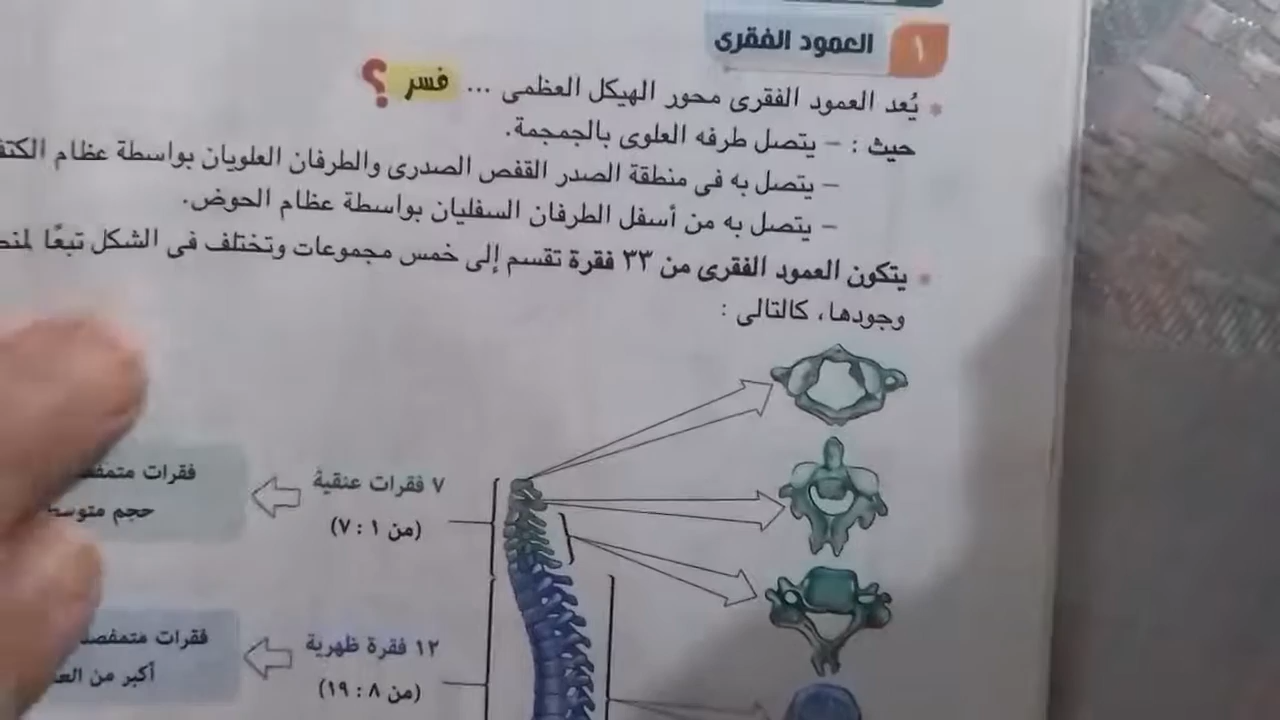 ١ العمود الفقرى
يُعد العمود الفقرى محور الهيكل العظمى ... فسر ؟
حيث : – يتصل طرفه العلوى بالجمجمة.
– يتصل به فى منطقة الصدر القفص الصدرى والطرفان العلويان بواسطة عظام
– يتصل به من أسفل الطرفان السفليان بواسطة عظام الحوض.
يتكون العمود الفقرى من ٣٣ فقرة تقسم إلى خمس مجموعات وتختلف فى الشكل تبعًا
وجودها، كالتالى :
٧ فقرات عنقية
(من ١ : ٧)
فقرات
حجم
١٢ فقرة ظهرية
(من ٨ : ١٩)
فقرات
أكبر من